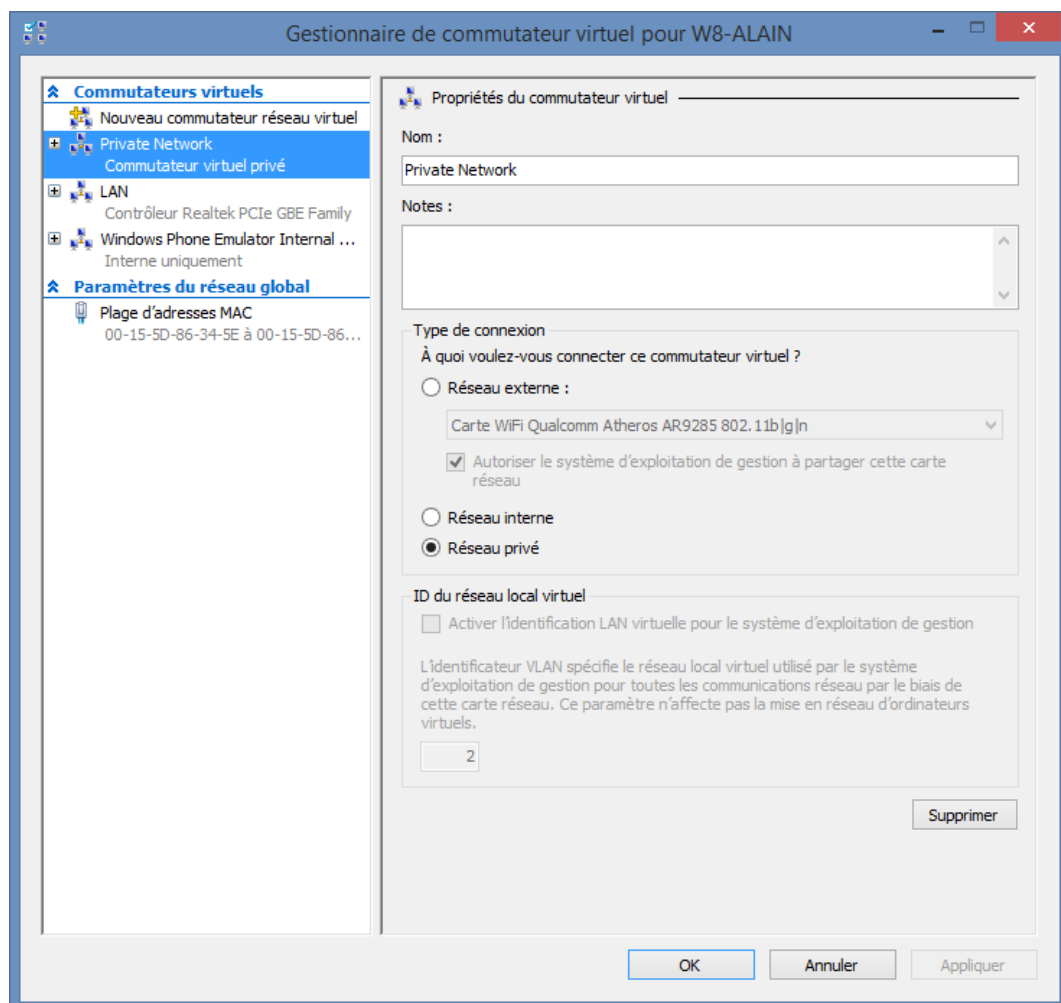 Gestionnaire de commutateur virtuel pour W8-ALAIN
Commutateurs virtuels
Nouveau commutateur réseau virtuel
Private Network
Commutateur virtuel privé
LAN
Contrôleur Realtek PCIe GBE Family
Windows Phone Emulator Internal ...
Interne uniquement
Paramètres du réseau global
Plage d'adresses MAC
00-15-5D-86-34-5E à 00-15-5D-86...
Propriétés du commutateur virtuel
Nom :
Private Network
Notes :
Type de connexion
À quoi voulez-vous connecter ce commutateur virtuel ?
Réseau externe :
Carte WiFi Qualcomm Atheros AR9285 802.11b|g|n
Autoriser le système d'exploitation de gestion à partager cette carte
réseau
Réseau interne
Réseau privé
ID du réseau local virtuel
Activer l'identification LAN virtuelle pour le système d'exploitation de gestion
L'identificateur VLAN spécifie le réseau local virtuel utilisé par le système
d'exploitation de gestion pour toutes les communications réseau par le biais de
cette carte réseau. Ce paramètre n'affecte pas la mise en réseau d'ordinateurs
virtuels.
2
Supprimer
OK
Annuler
Appliquer